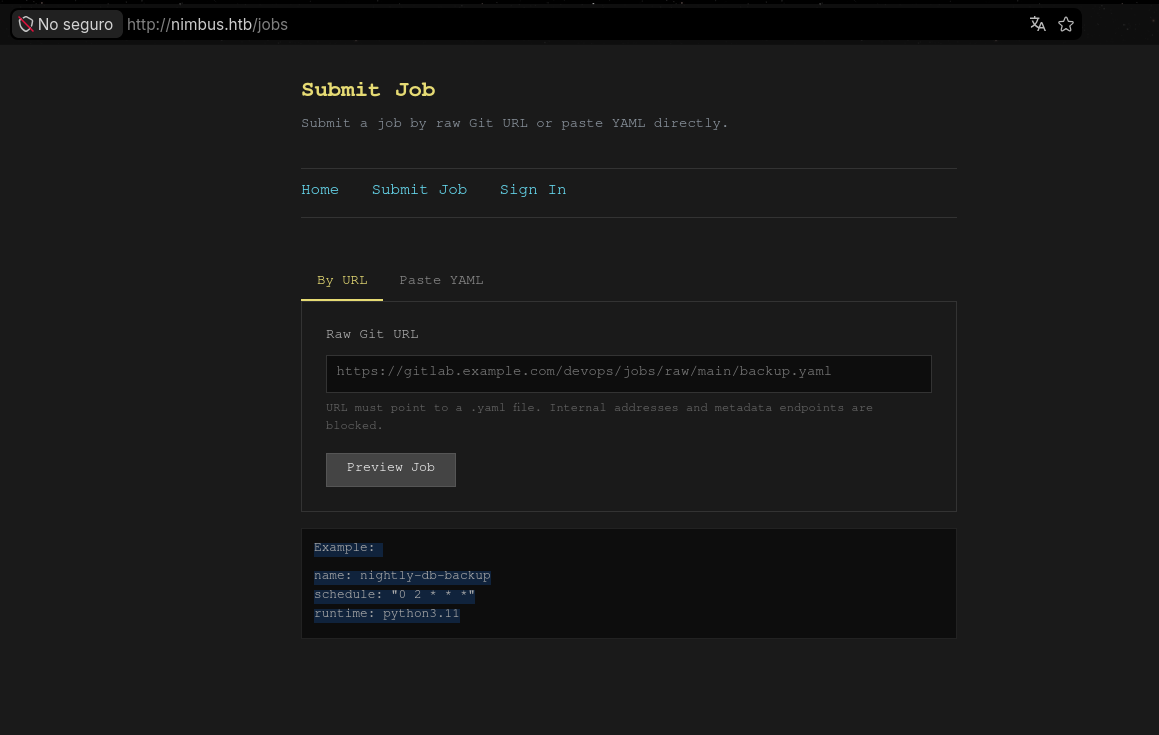 No seguro http://nimbus.htb/jobs
Submit Job
Submit a job by raw Git URL or paste YAML directly.
Home Submit Job Sign In
By URL Paste YAML
Raw Git URL
https://gitlab.example.com/devops/jobs/raw/main/backup.yaml
URL must point to a .yaml file. Internal addresses and metadata endpoints are
blocked.
Preview Job
Example:
name: nightly-db-backup
schedule: "0 2 * * *"
runtime: python3.11